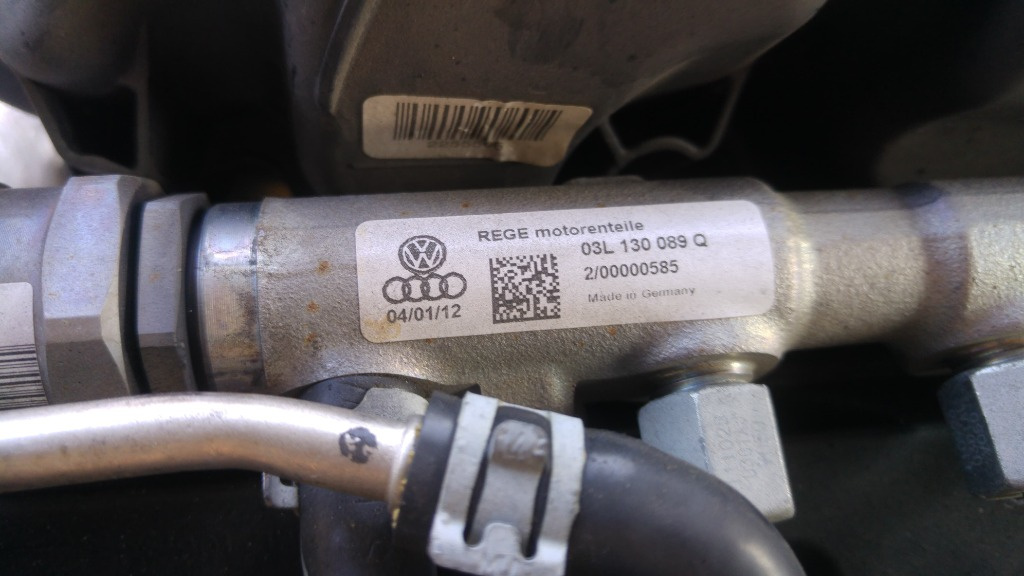 REGE motorenteile
03L 130 089 Q
2/00000585
Made in Germany
04/01/12